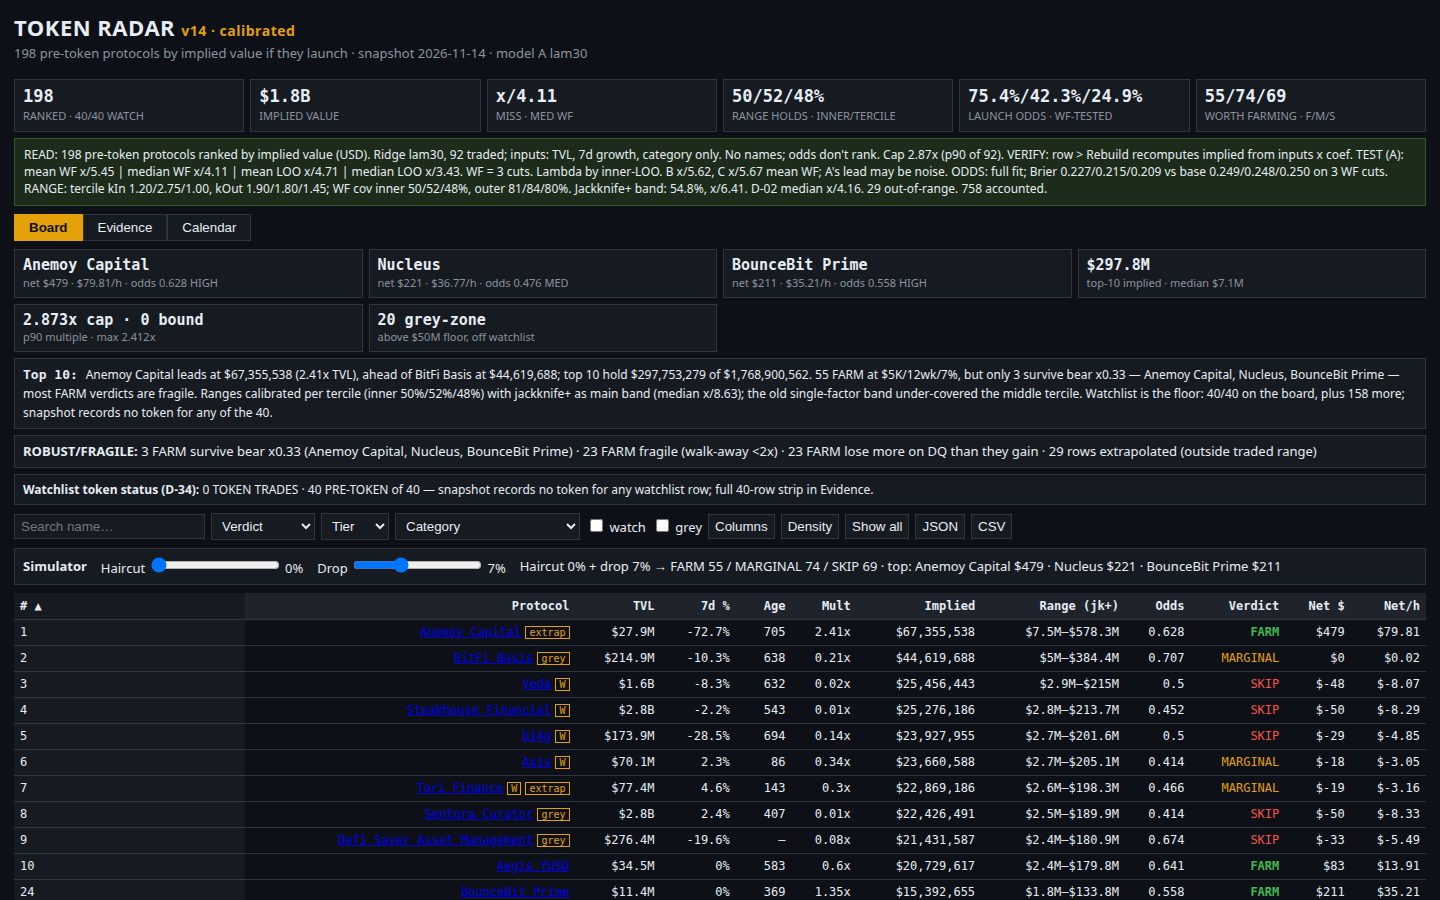 TOKEN RADAR v14 · calibrated
198 pre-token protocols by implied value if they launch · snapshot 2026-11-14 · model A lam30
198
RANKED · 40/40 WATCH
$1.8B
IMPLIED VALUE
x/4.11
MISS · MED WF
50/52/48%
RANGE HOLDS · INNER/TERCILE
75.4%/42.3%/24.9%
LAUNCH ODDS · WF-TESTED
55/74/69
WORTH FARMING · F/M/S
READ: 198 pre-token protocols ranked by implied value (USD). Ridge lam30, 92 traded; inputs: TVL, 7d growth, category only. No names; odds don't rank. Cap 2.87x (p90 of 92). VERIFY: row > Rebuild recomputes implied from inputs x coef. TEST (A):
mean WF x/5.45 | median WF x/4.11 | mean LOO x/4.71 | median LOO x/3.43. WF = 3 cuts. Lambda by inner-LOO. B x/5.62, C x/5.67 mean WF; A's lead may be noise. ODDS: full fit; Brier 0.227/0.215/0.209 vs base 0.249/0.248/0.250 on 3 WF cuts.
RANGE: tercile kIn 1.20/2.75/1.00, kOut 1.90/1.80/1.45; WF cov inner 50/52/48%, outer 81/84/80%. Jackknife+ band: 54.8%, x/6.41. D-02 median x/4.16. 29 out-of-range. 758 accounted.
Board
Evidence
Calendar
Anemoy Capital
net $479 · $79.81/h · odds 0.628 HIGH
Nucleus
net $221 · $36.77/h · odds 0.476 MED
BounceBit Prime
net $211 · $35.21/h · odds 0.558 HIGH
$297.8M
top-10 implied · median $7.1M
2.873x cap · 0 bound
p90 multiple · max 2.412x
20 grey-zone
above $50M floor, off watchlist
Top 10: Anemoy Capital leads at $67,355,538 (2.41x TVL), ahead of BitFi Basis at $44,619,688; top 10 hold $297,753,279 of $1,768,900,562. 55 FARM at $5K/12wk/7%, but only 3 survive bear x0.33 — Anemoy Capital, Nucleus, BounceBit Prime —
most FARM verdicts are fragile. Ranges calibrated per tercile (inner 50%/52%/48%) with jackknife+ as main band (median x/8.63); the old single-factor band under-covered the middle tercile. Watchlist is the floor: 40/40 on the board, plus 158 more;
snapshot records no token for any of the 40.
ROBUST/FRAGILE: 3 FARM survive bear x0.33 (Anemoy Capital, Nucleus, BounceBit Prime) · 23 FARM fragile (walk-away <2x) · 23 FARM lose more on DQ than they gain · 29 rows extrapolated (outside traded range)
Watchlist token status (D-34): 0 TOKEN TRADES · 40 PRE-TOKEN of 40 — snapshot records no token for any watchlist row; full 40-row strip in Evidence.
Search name… Verdict Tier Category watch grey Columns Density Show all JSON CSV
Simulator Haircut 0% Drop 7% Haircut 0% + drop 7% → FARM 55 / MARGINAL 74 / SKIP 69 · top: Anemoy Capital $479 · Nucleus $221 · BounceBit Prime $211
# ▲ Protocol TVL 7d % Age Mult Implied Range (jk+) Odds Verdict Net $ Net/h
1 Anemoy Capital extrap $27.9M -72.7% 705 2.41x $67,355,538 $7.5M–$578.3M 0.628 FARM $479 $79.81
2 BitFi Basis grey $214.9M -10.3% 638 0.21x $44,619,688 $5M–$384.4M 0.707 MARGINAL $0 $0.02
3 Veda W $1.6B -8.3% 632 0.02x $25,456,443 $2.9M–$215M 0.5 SKIP $-48 $-8.07
4 Steakhouse Financial W $2.8B -2.2% 543 0.01x $25,276,186 $2.8M–$213.7M 0.452 SKIP $-50 $-8.29
5 b14g W $173.9M -28.5% 694 0.14x $23,927,955 $2.7M–$201.6M 0.5 SKIP $-29 $-4.85
6 Axis W $70.1M 2.3% 86 0.34x $23,660,588 $2.7M–$205.1M 0.414 MARGINAL $-18 $-3.05
7 Tori Finance W extrap $77.4M 4.6% 143 0.3x $22,869,186 $2.6M–$198.3M 0.466 MARGINAL $-19 $-3.16
8 Sentora Curator grey $2.8B 2.4% 407 0.01x $22,426,491 $2.5M–$189.9M 0.414 SKIP $-50 $-8.33
9 Defi Saver Asset Management grey $276.4M -19.6% – 0.08x $21,431,587 $2.4M–$180.9M 0.674 SKIP $-33 $-5.49
10 Aegis YUSD $34.5M 0% 583 0.6x $20,729,617 $2.4M–$179.8M 0.641 FARM $83 $13.91
24 BounceBit Prime $11.4M 0% 369 1.35x $15,392,655 $1.8M–$133.8M 0.558 FARM $211 $35.21